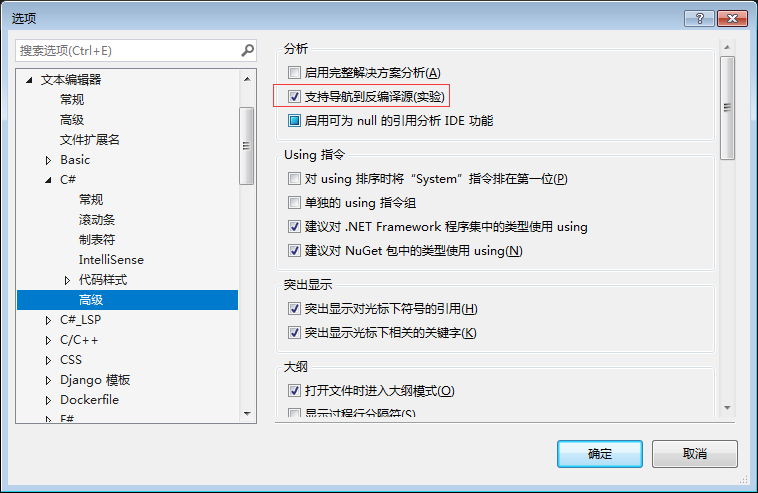 选项
搜索选项(Ctrl+E)
文本编辑器
常规
高级
文件扩展名
Basic
C#
常规
滚动条
制表符
IntelliSense
代码样式
高级
C#_LSP
C/C++
CSS
Django 模板
Dockerfile
F#
分析
启用完整解决方案分析(A)
支持导航到反编译源(实验)
启用可为 null 的引用分析 IDE 功能
Using 指令
对 using 排序时将“System”指令排在第一位(P)
单独的 using 指令组
建议对 .NET Framework 程序集中的类型使用 using
建议对 NuGet 包中的类型使用 using(N)
突出显示
突出显示对光标下符号的引用(H)
突出显示光标下相关的关键字(K)
大纲
打开文件时进入大纲模式(O)
显示过程行分隔符(S)
确定
取消